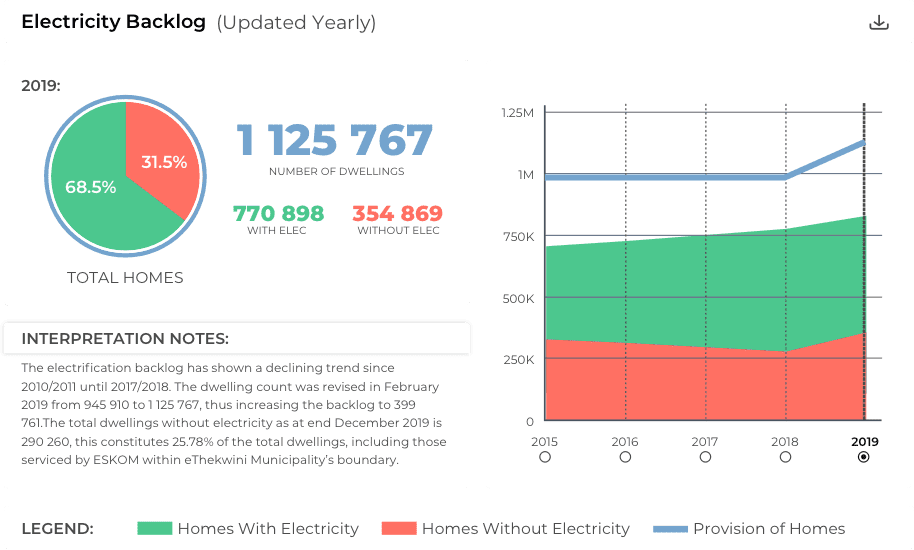 Electricity Backlog (Updated Yearly)
2019:
31.5%
68.5%
TOTAL HOMES
1 125 767
NUMBER OF DWELLINGS
770 898
WITH ELEC
354 869
WITHOUT ELEC
INTERPRETATION NOTES:
The electrification backlog has shown a declining trend since
2010/2011 until 2017/2018. The dwelling count was revised in February
2019 from 945 910 to 1 125 767, thus increasing the backlog to 399
761.The total dwellings without electricity as at end December 2019 is
290 260, this constitutes 25.78% of the total dwellings, including those
serviced by ESKOM within eThekwini Municipality’s boundary.
1.25M
1M
750K
500K
250K
0
2015 2016 2017 2018 2019
LEGEND: Homes With Electricity Homes Without Electricity Provision of Homes